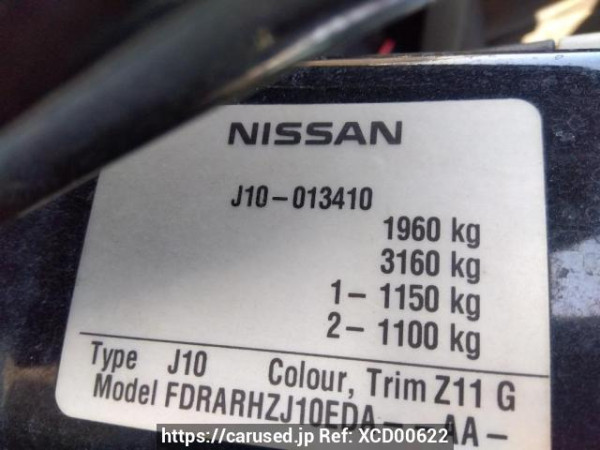 NISSAN
J10-013410
1960 kg
3160 kg
1- 1150 kg
2- 1100 kg
Type J10 Colour, Trim Z11 G
Model FDRARHZJ10EDA - - AA -
https://carused.jp Ref: XCD00622